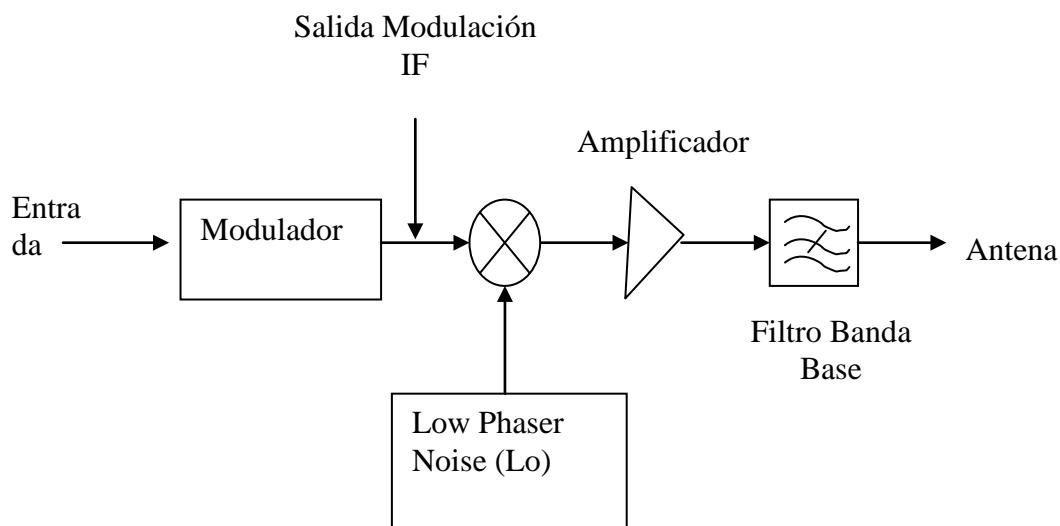 Salida Modulación
IF
Amplificador
Entra
da
Modulador
Antena
Filtro Banda
Base
Low Phaser
Noise (Lo)